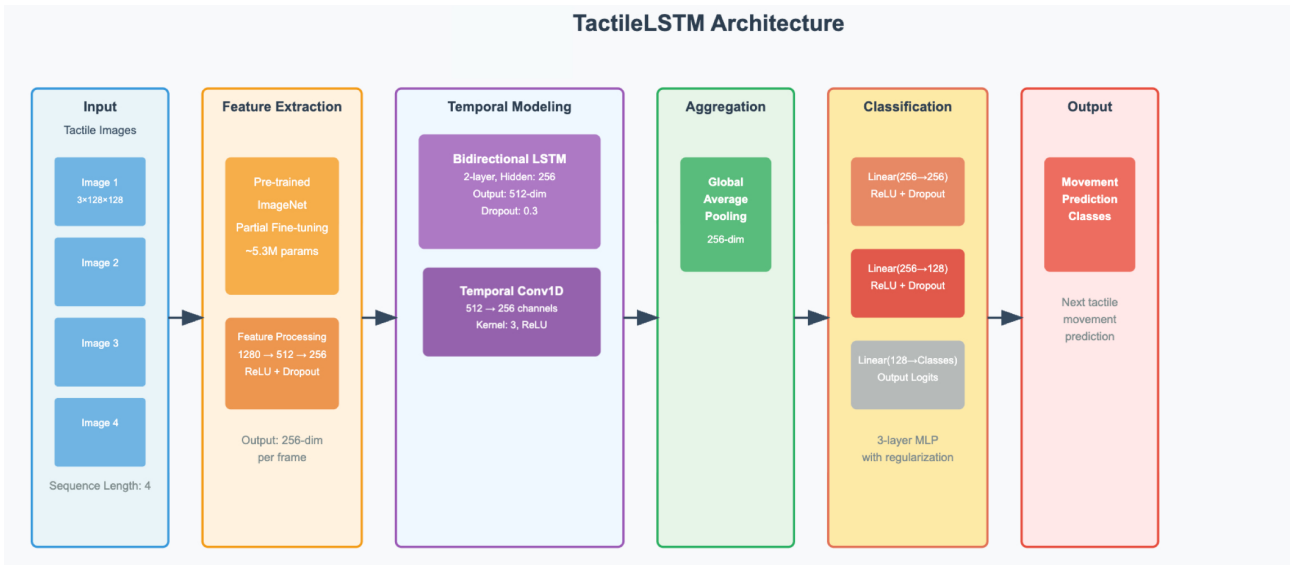 TactileLSTM Architecture
Input
Tactile Images
Image 1
3×128×128
Image 2
Image 3
Image 4
Sequence Length: 4
Feature Extraction
Pre-trained
ImageNet
Partial Fine-tuning
~5.3M params
Feature Processing
1280 → 512 → 256
ReLU + Dropout
Output: 256-dim
per frame
Temporal Modeling
Bidirectional LSTM
2-layer, Hidden: 256
Output: 512-dim
Dropout: 0.3
Temporal Conv1D
512 → 256 channels
Kernel: 3, ReLU
Aggregation
Global
Average
Pooling
256-dim
Classification
Linear(256→256)
ReLU + Dropout
Linear(256→128)
ReLU + Dropout
Linear(128→Classes)
Output Logits
3-layer MLP
with regularization
Output
Movement
Prediction
Classes
Next tactile
movement
prediction